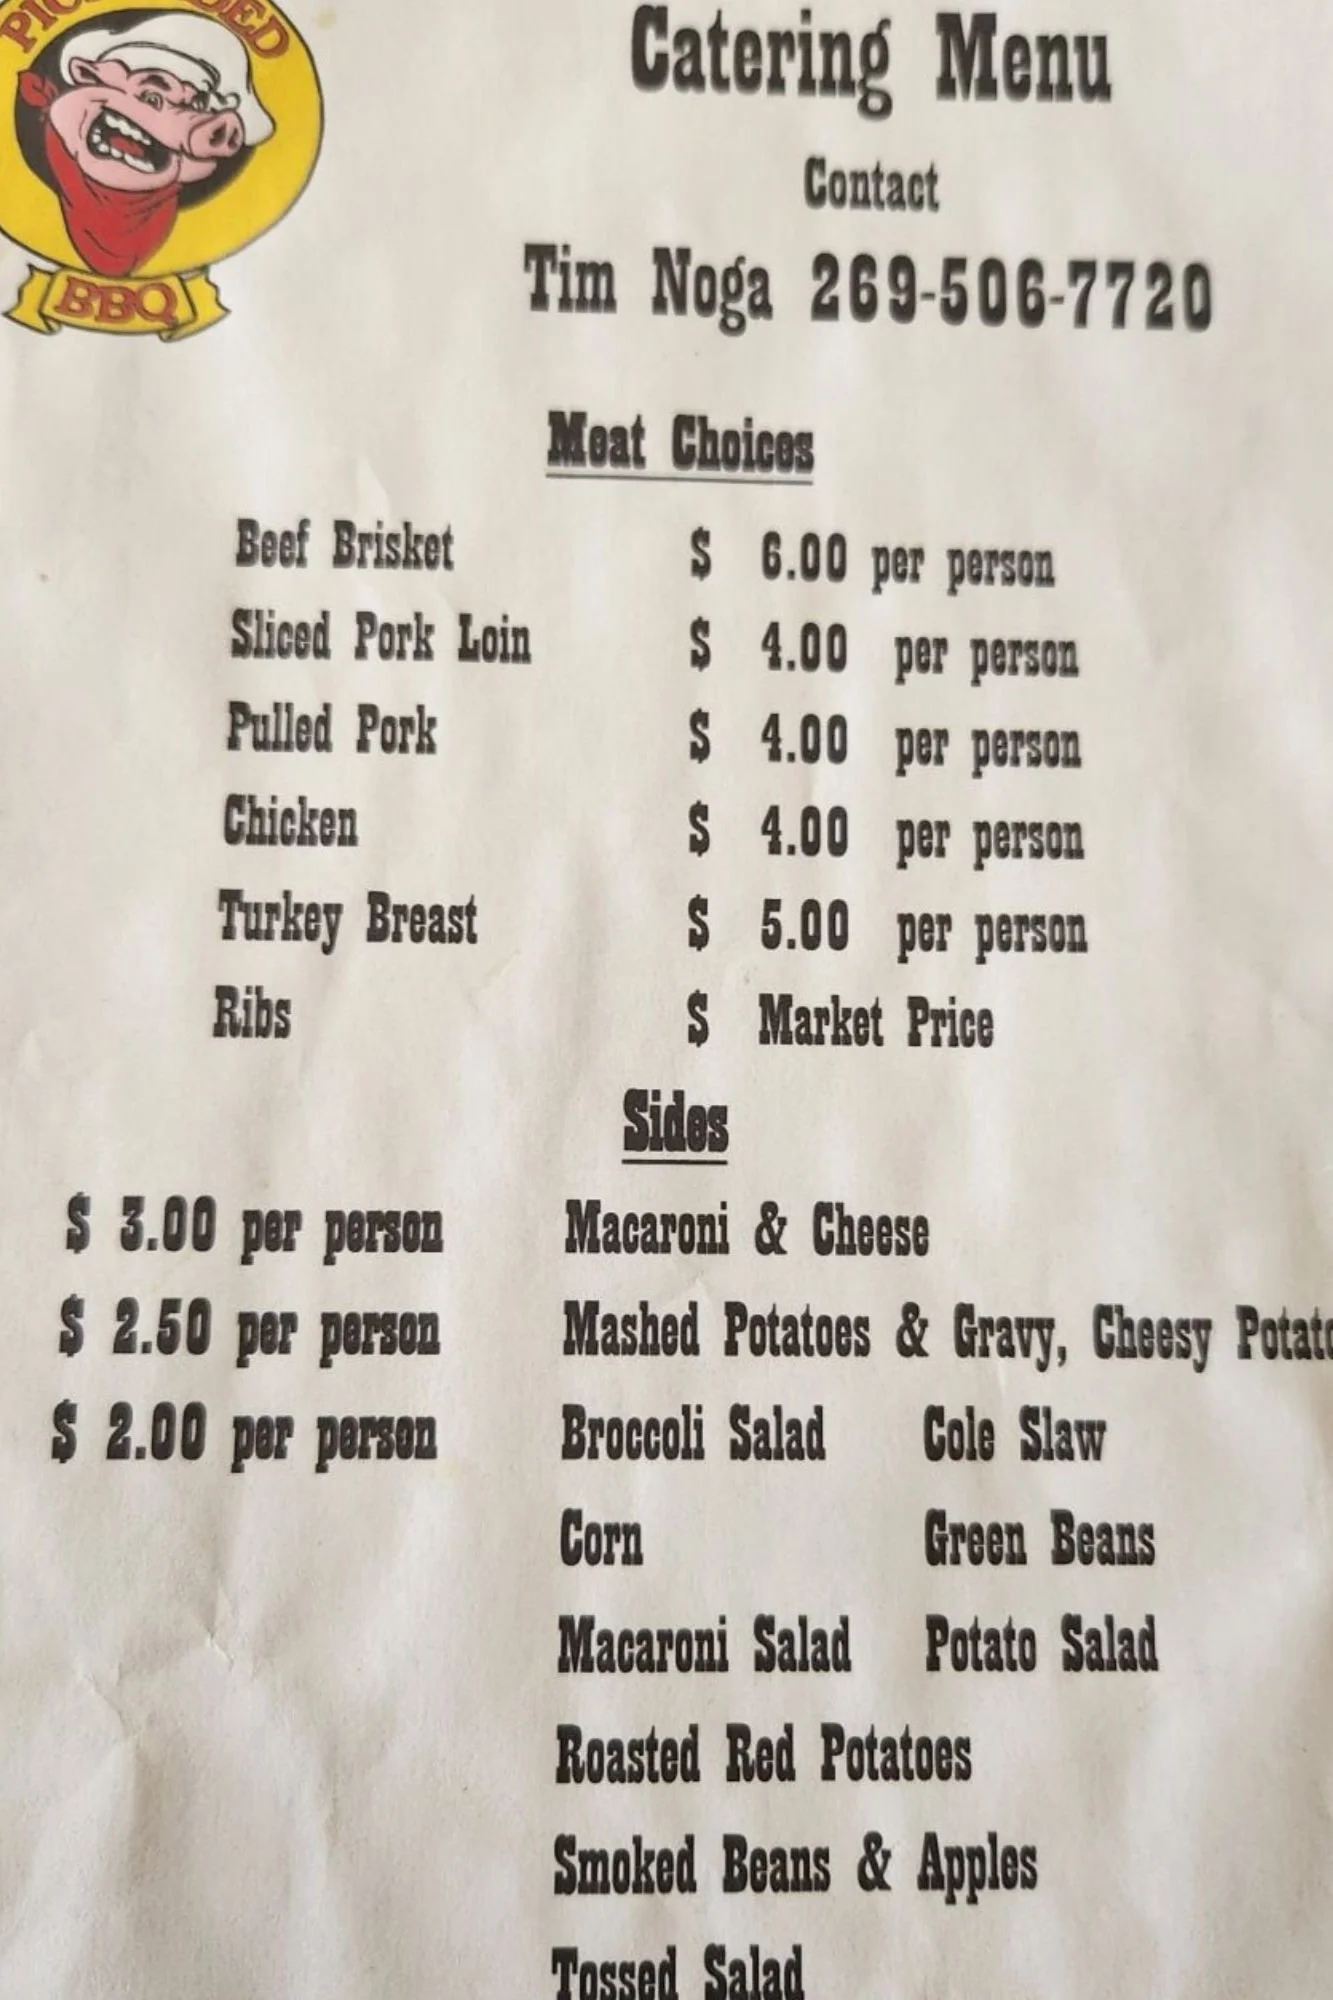 BBQ
Catering Menu
Contact
Tim Noga 269-506-7720
Meat Choices
Beef Brisket $ 6.00 per person
Sliced Pork Loin $ 4.00 per person
Pulled Pork $ 4.00 per person
Chicken $ 4.00 per person
Turkey Breast $ 5.00 per person
Ribs $ Market Price
Sides
$ 3.00 per person Macaroni & Cheese
$ 2.50 per person Mashed Potatoes & Gravy, Cheesy
$ 2.00 per person Broccoli Salad Cole Slaw
Corn Green Beans
Macaroni Salad Potato Salad
Roasted Red Potatoes
Smoked Beans & Apples
Tossed Salad